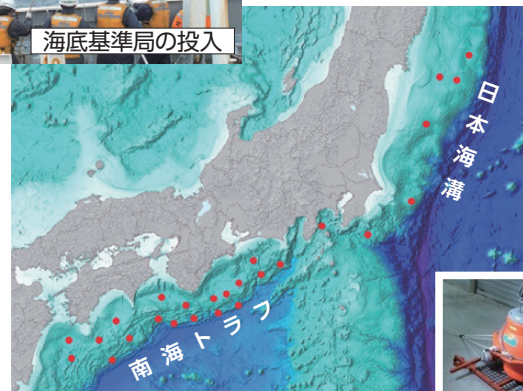 海底基準局の投入
日本海溝
南海トラフ